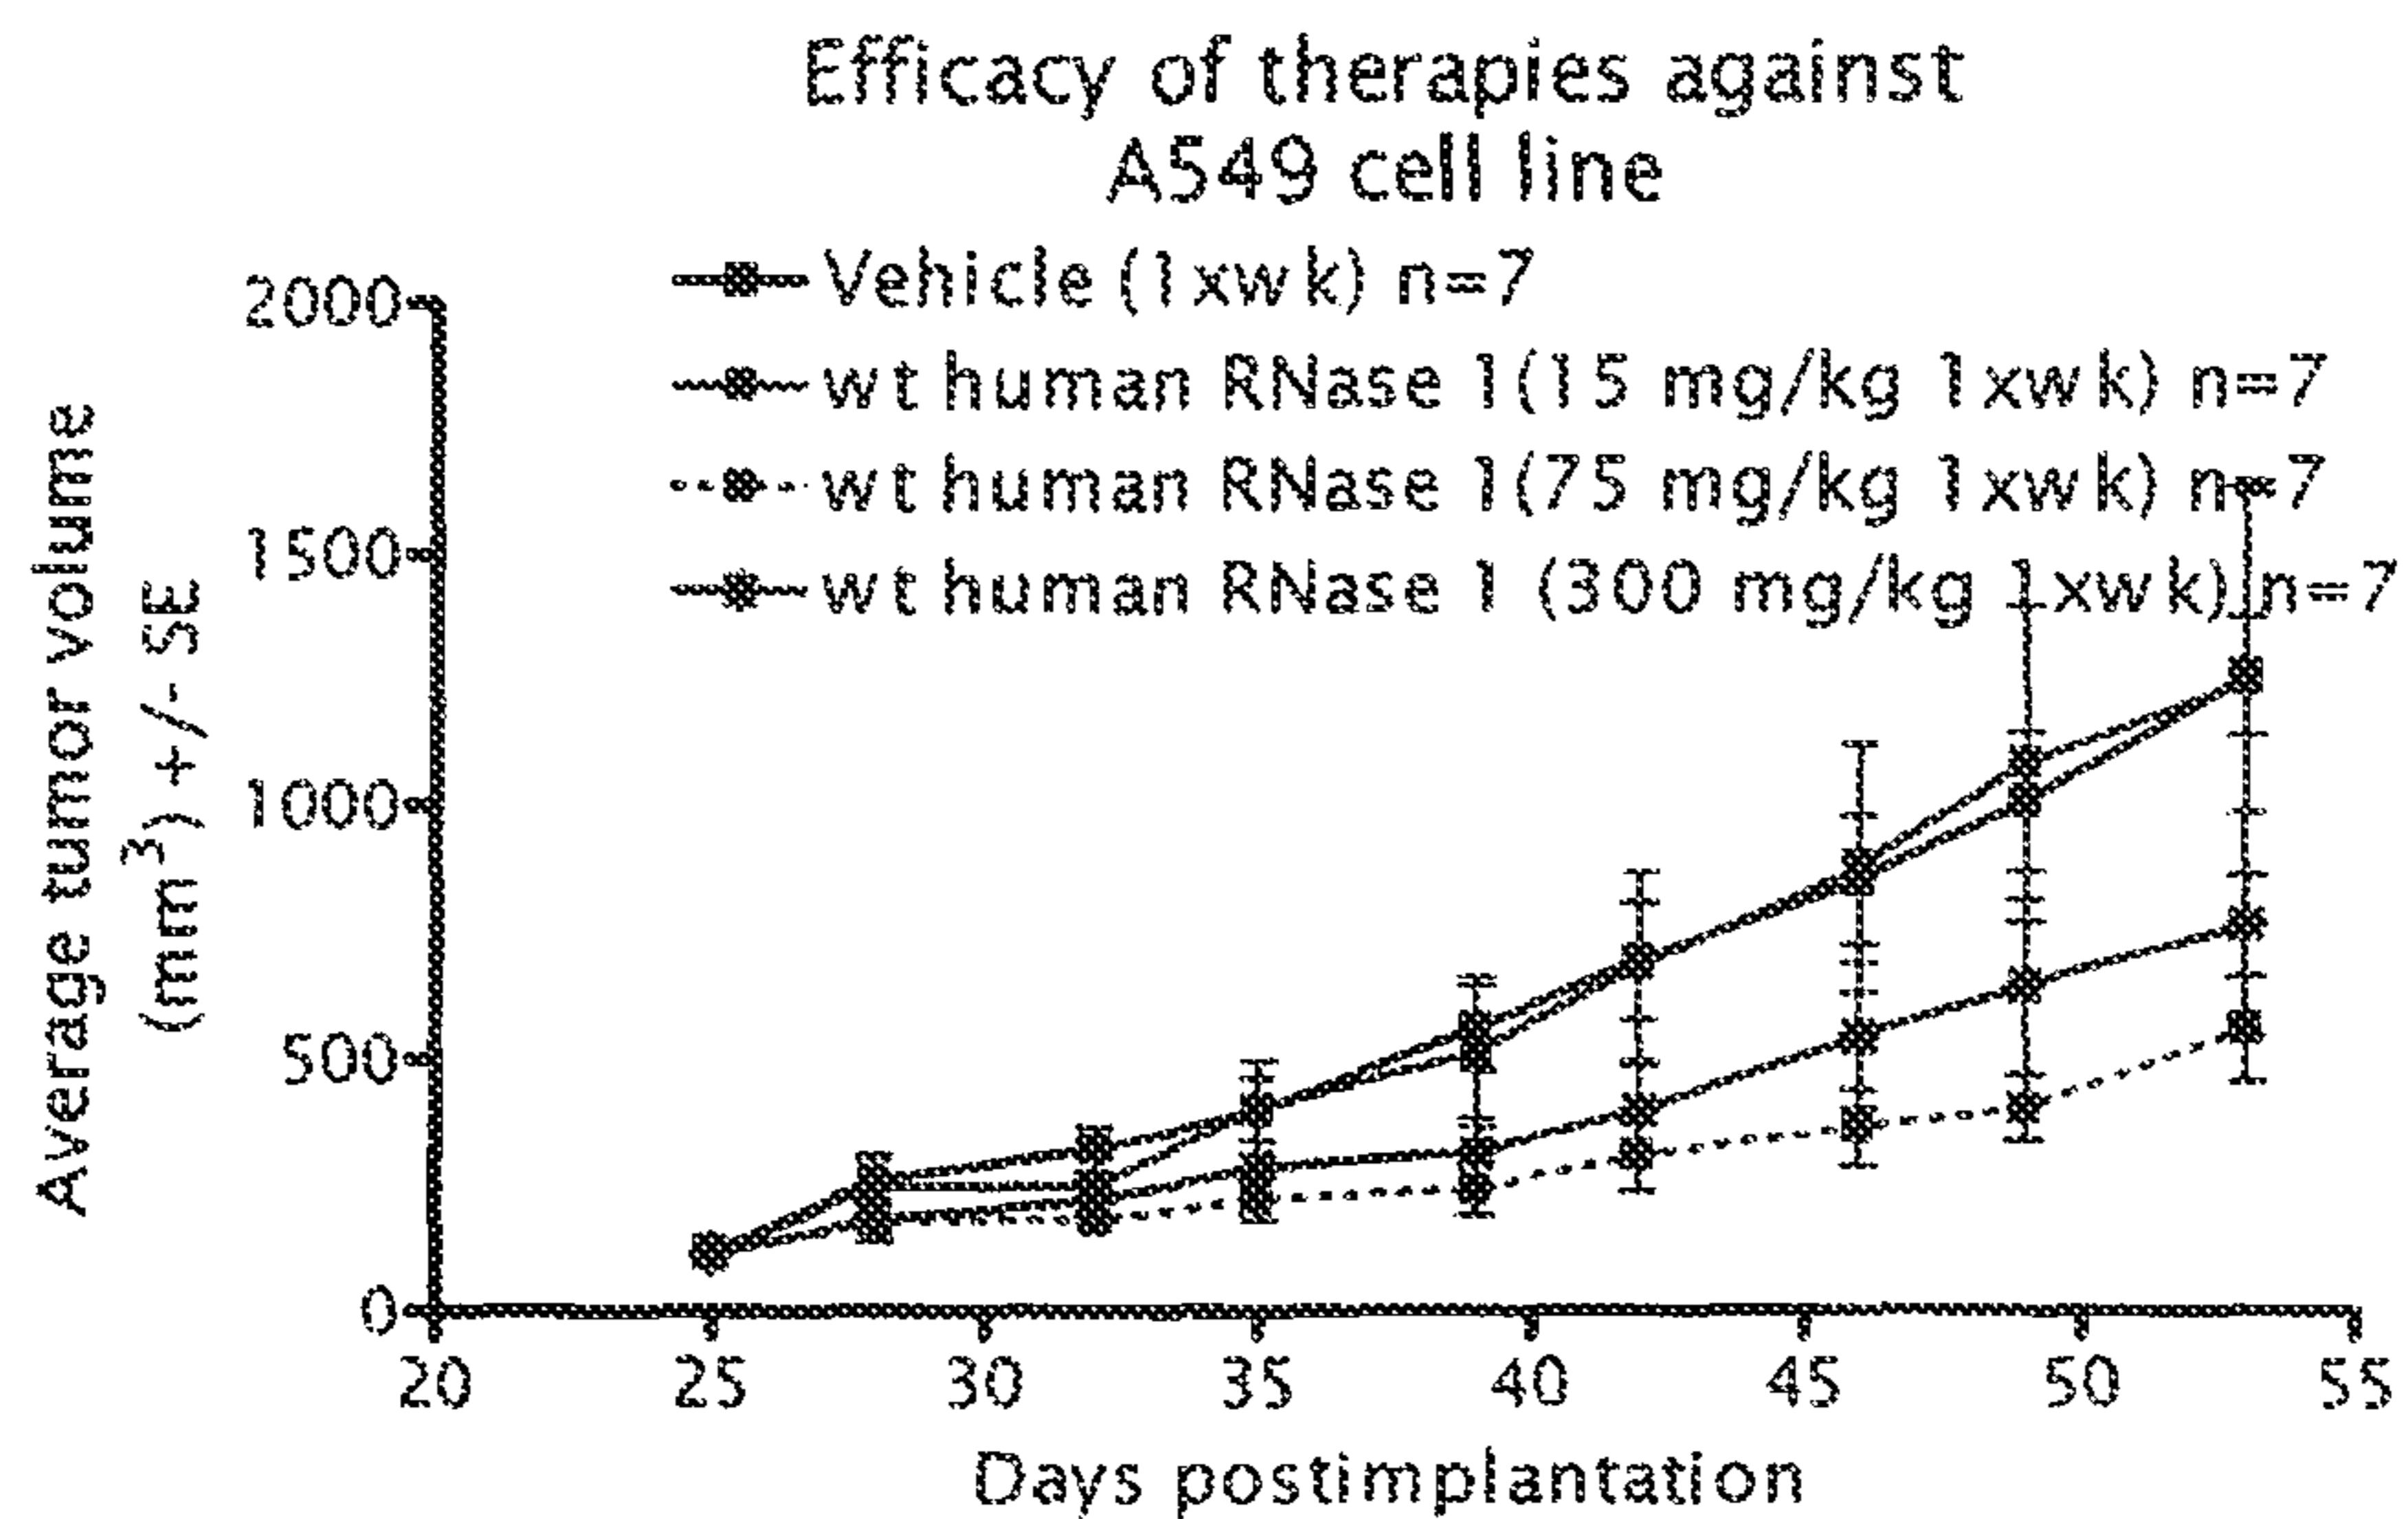 Efficacy of therapies against
A549 cell line
Vehicle (1xwk) n=7
wt human RNase 1(15 mg/kg 1xwk) n=7
wt human RNase 1(75 mg/kg 1xwk) n=7
wt human RNase 1 (300 mg/kg 1xwk) n=7
Average tumor volume
(mm³) +/- SE
2000
1500
1000
500
0
20 25 30 35 40 45 50 55
Days postimplantation